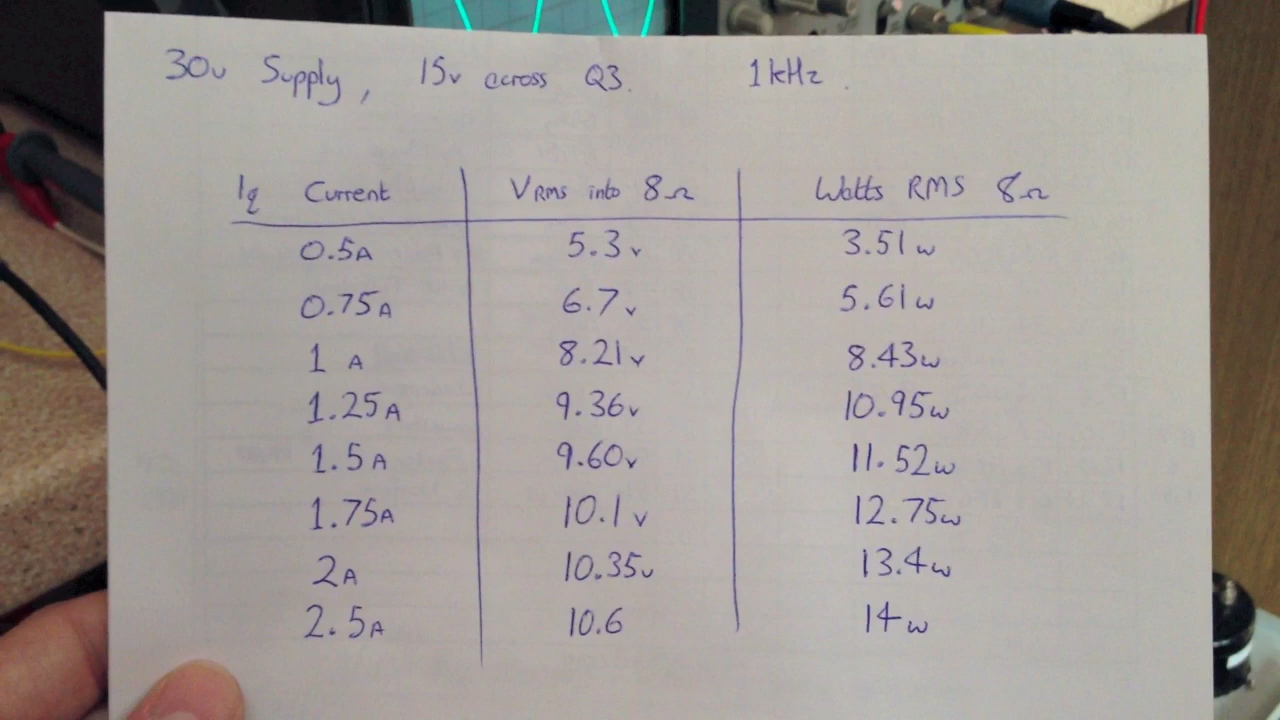 30v Supply, 15v across Q3. 1kHz.
Iq Current VRMS into 8Ω Watts RMS 8Ω
0.5A 5.3v 3.51w
0.75A 6.7v 5.61w
1 A 8.21v 8.43w
1.25A 9.36v 10.95w
1.5A 9.60v 11.52w
1.75A 10.1v 12.75w
2A 10.35v 13.4w
2.5A 10.6 14w